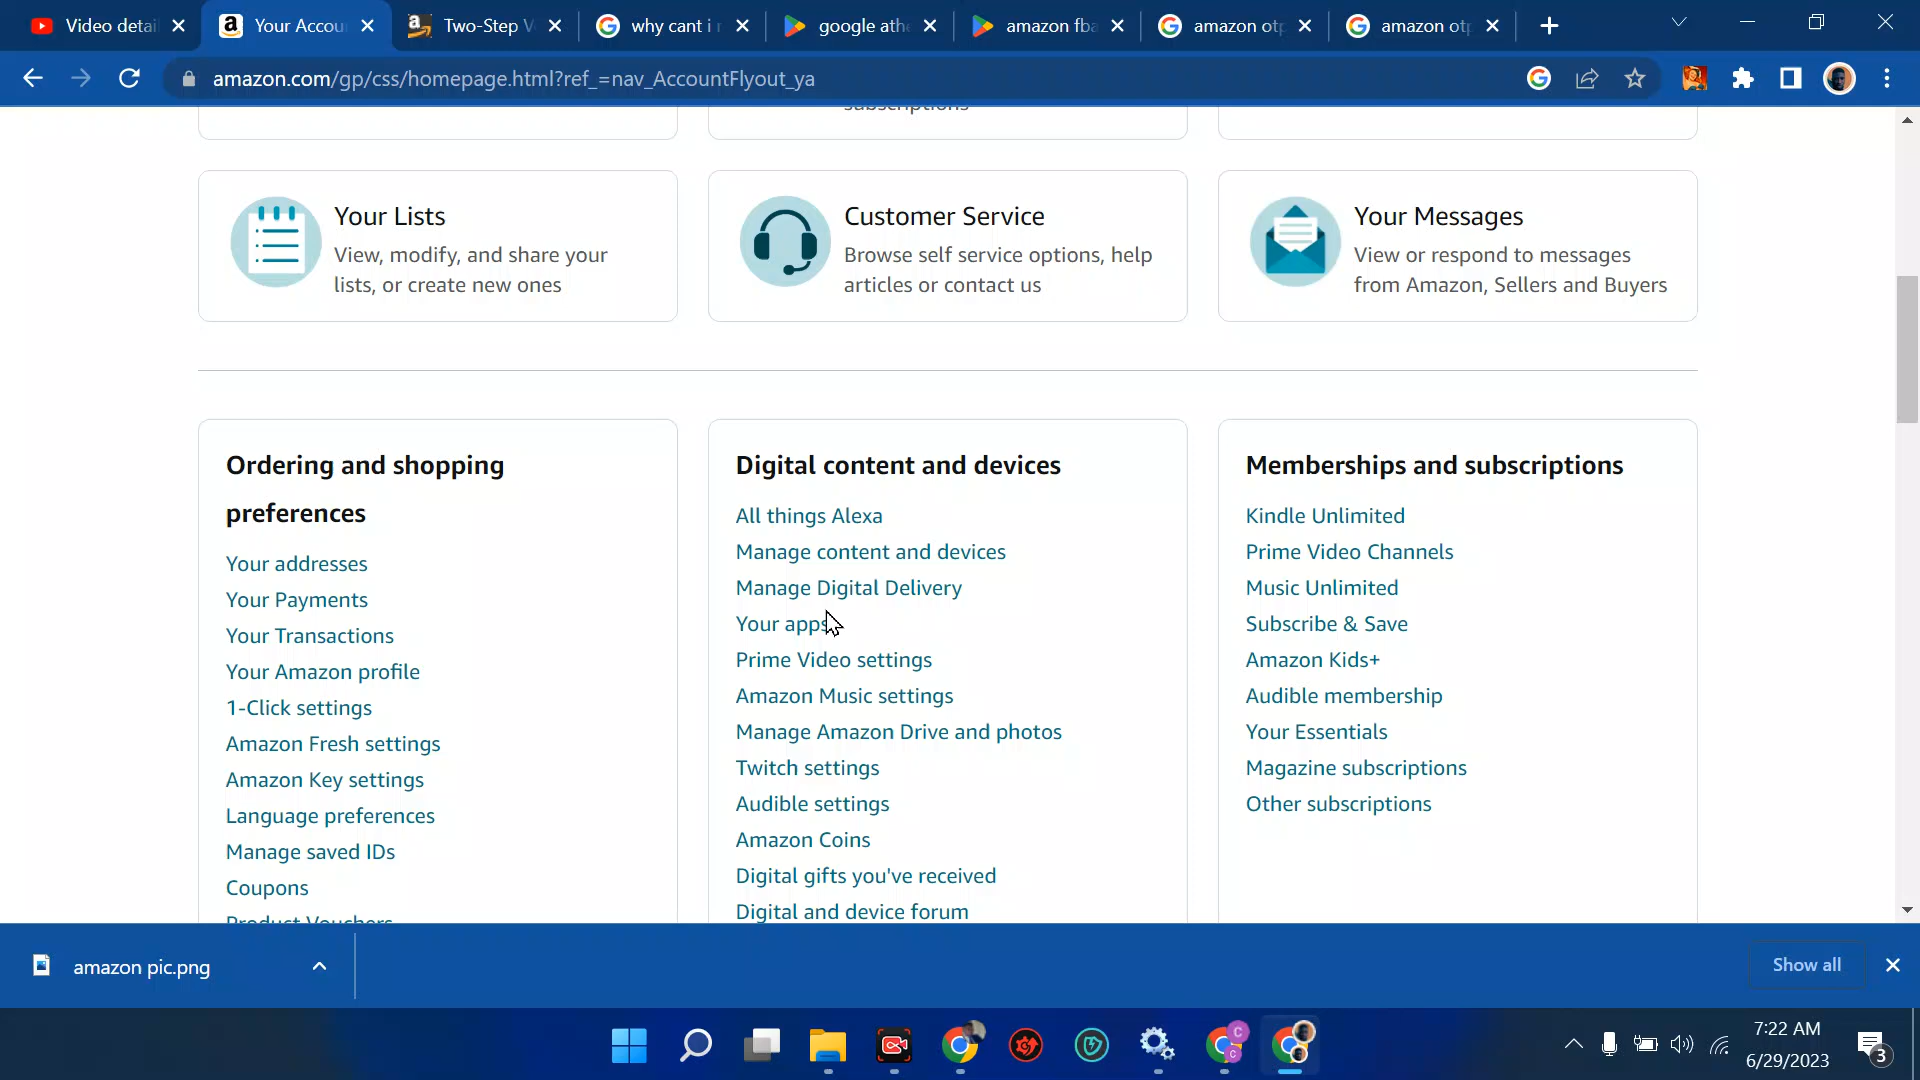 Video detai
Your Accou
Two-Step V
why cant i r
google athe
amazon fba
amazon otp
amazon otp
amazon.com/gp/css/homepage.html?ref_=nav_AccountFlyout_ya
subscriptions
Your Lists
View, modify, and share your
lists, or create new ones
Customer Service
Browse self service options, help
articles or contact us
Your Messages
View or respond to messages
from Amazon, Sellers and Buyers
Ordering and shopping
preferences
Your addresses
Your Payments
Your Transactions
Your Amazon profile
1-Click settings
Amazon Fresh settings
Amazon Key settings
Language preferences
Manage saved IDs
Coupons
Product Vouchers
Digital content and devices
All things Alexa
Manage content and devices
Manage Digital Delivery
Your apps
Prime Video settings
Amazon Music settings
Manage Amazon Drive and photos
Twitch settings
Audible settings
Amazon Coins
Digital gifts you've received
Digital and device forum
Memberships and subscriptions
Kindle Unlimited
Prime Video Channels
Music Unlimited
Subscribe & Save
Amazon Kids+
Audible membership
Your Essentials
Magazine subscriptions
Other subscriptions
amazon pic.png
Show all
7:22 AM
6/29/2023
3